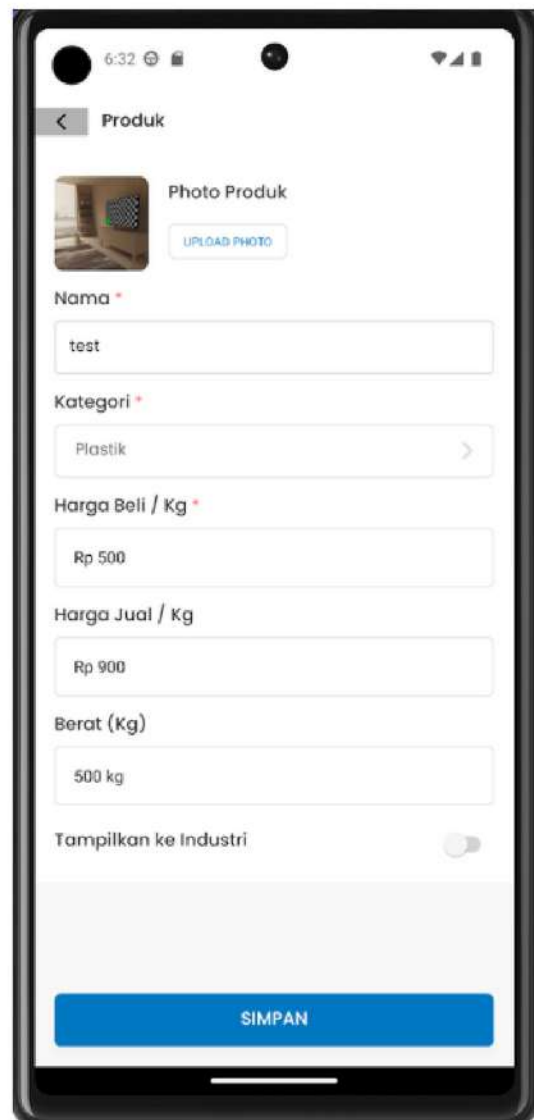 6:32
Produk
Photo Produk
UPLOAD PHOTO
Nama *
test
Kategori *
Plastik
Harga Beli / Kg *
Rp 500
Harga Jual / Kg
Rp 900
Berat (Kg)
500 kg
Tampilkan ke Industri
SIMPAN